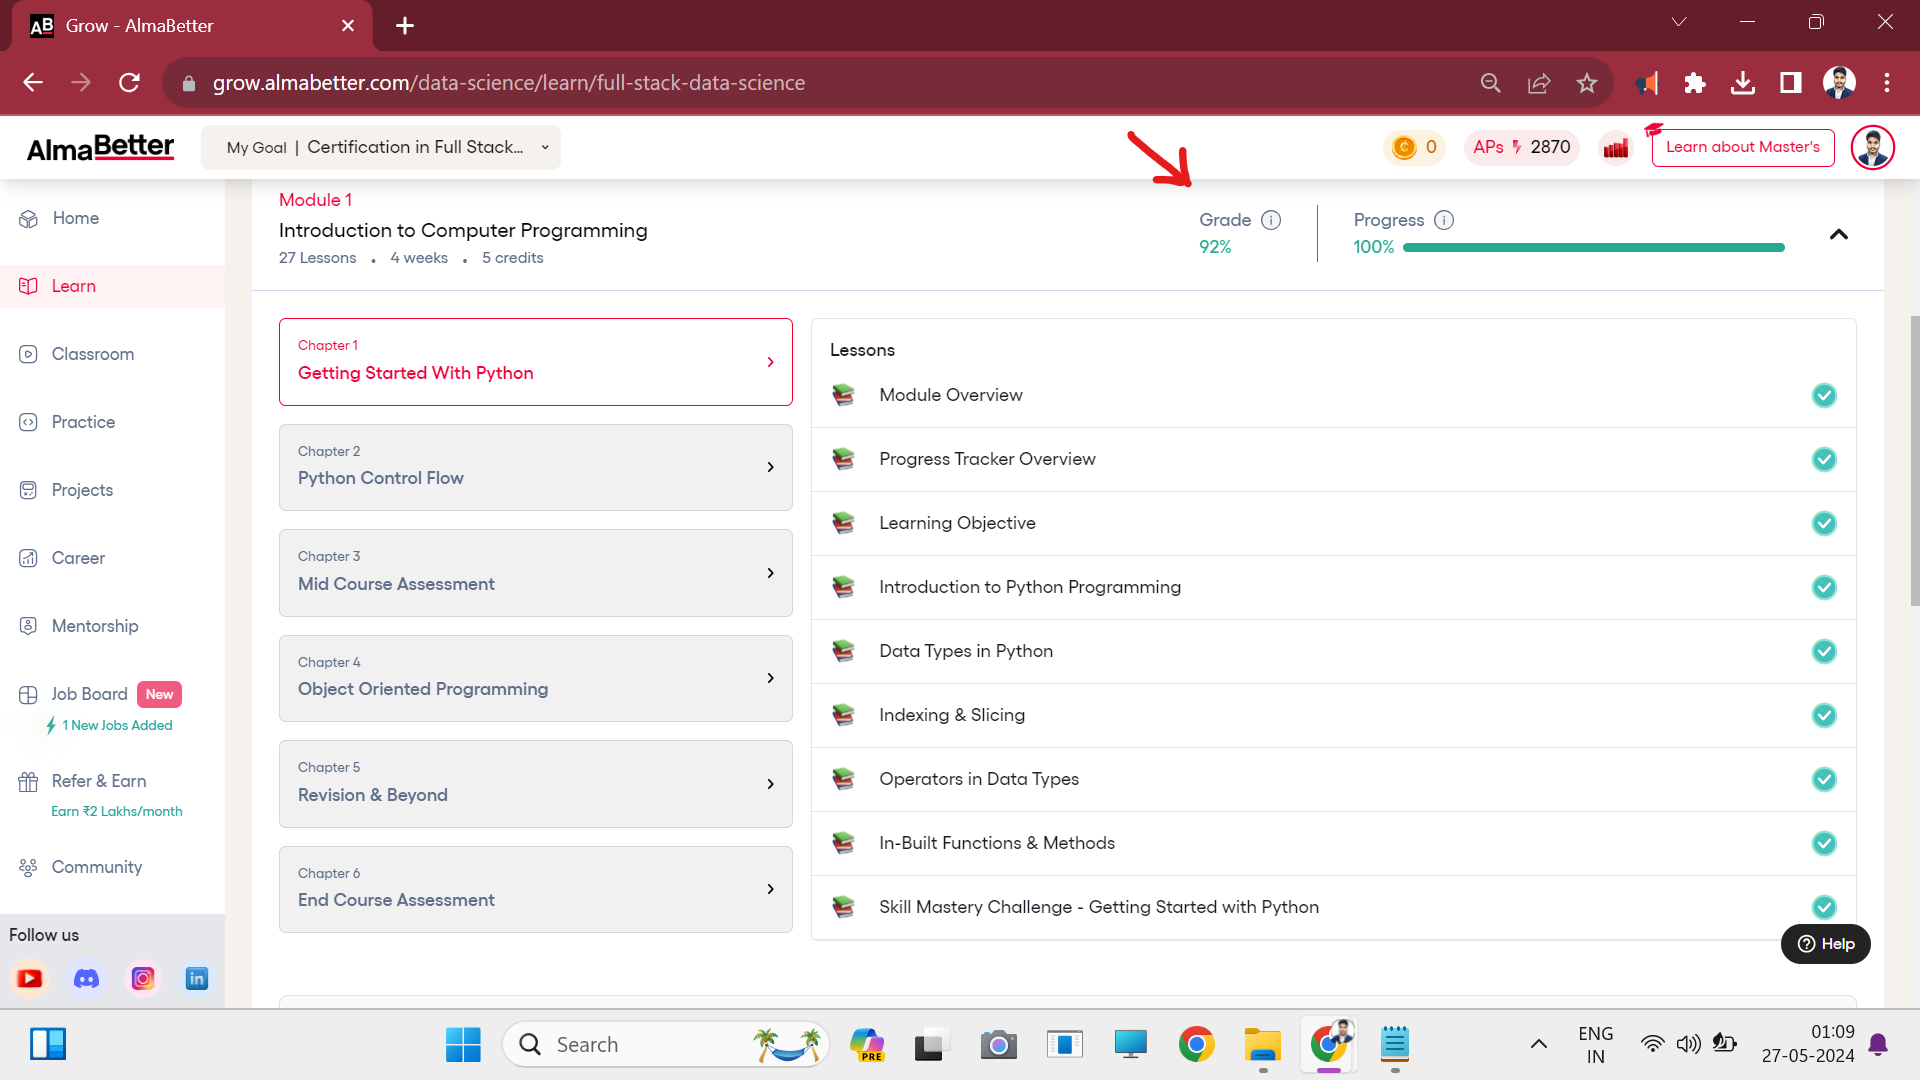 AB Grow - AlmaBetter
grow.almabetter.com/data-science/learn/full-stack-data-science
AlmaBetter
My Goal | Certification in Full Stack...
0
APs 2870
Learn about Master's
Home
Learn
Classroom
Practice
Projects
Career
Mentorship
Job Board New
1 New Jobs Added
Refer & Earn
Earn ₹2 Lakhs/month
Community
Follow us
Module 1
Introduction to Computer Programming
27 Lessons • 4 weeks • 5 credits
Grade
92%
Progress
100%
Chapter 1
Getting Started With Python
Chapter 2
Python Control Flow
Chapter 3
Mid Course Assessment
Chapter 4
Object Oriented Programming
Chapter 5
Revision & Beyond
Chapter 6
End Course Assessment
Lessons
Module Overview
Progress Tracker Overview
Learning Objective
Introduction to Python Programming
Data Types in Python
Indexing & Slicing
Operators in Data Types
In-Built Functions & Methods
Skill Mastery Challenge - Getting Started with Python
Help
Search
PRE
ENG
IN
01:09
27-05-2024